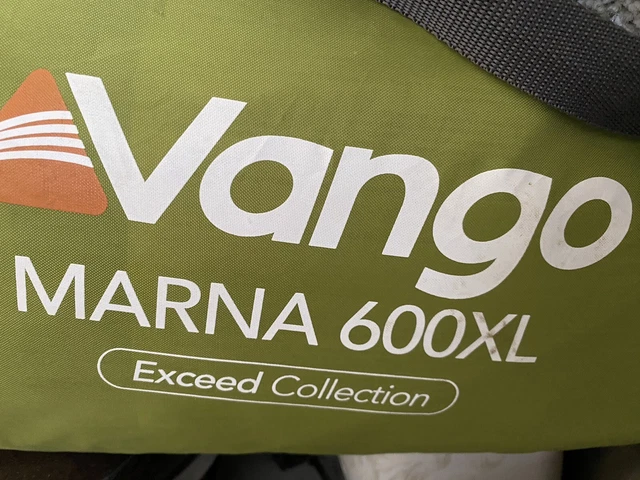 Vango
MARNA 600XL
Exceed Collection